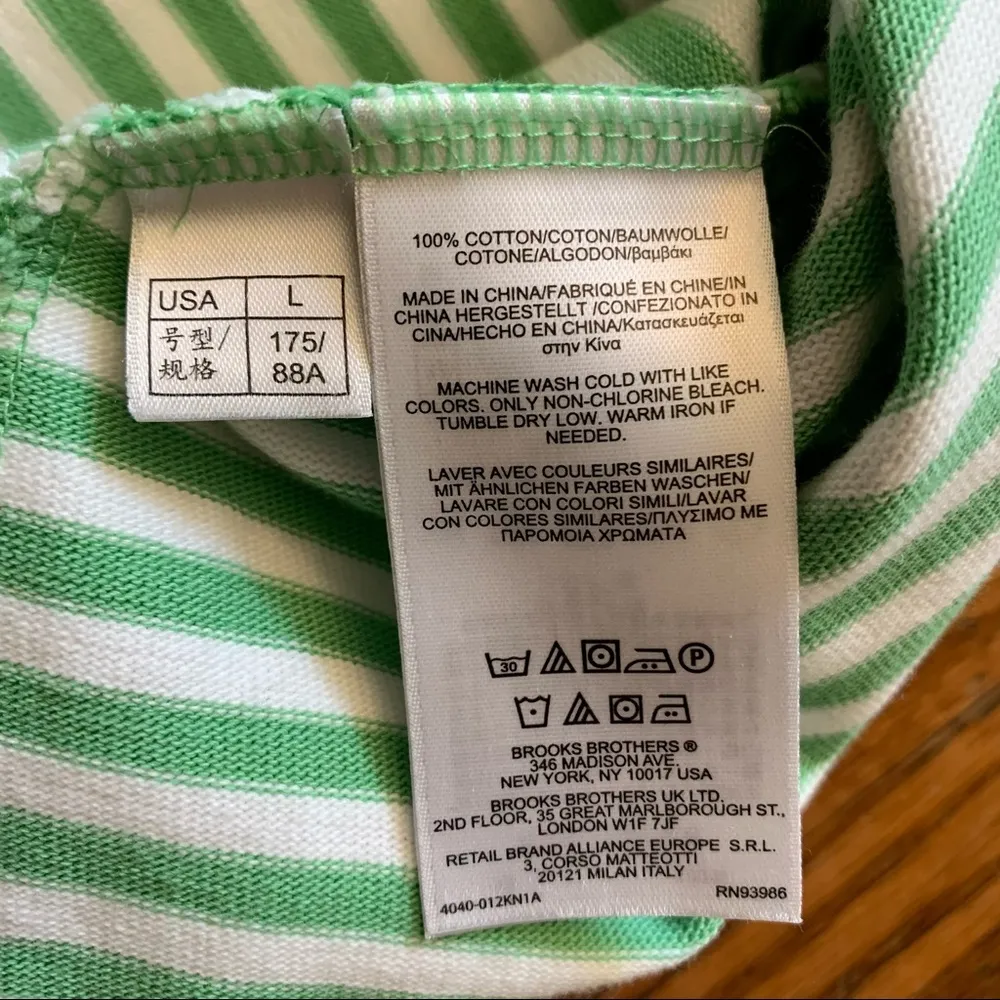 USA L
号型/ 175/
规格 88A
100% COTTON/COTON/BAUMWOLLE/
COTONE/ALGODON/βαμβάκι
MADE IN CHINA/FABRIQUÉ EN CHINE/IN
CHINA HERGESTELLT /CONFEZIONATO IN
CINA/HECHO EN CHINA/Κατασκευάζεται
στην Κίνα
MACHINE WASH COLD WITH LIKE
COLORS. ONLY NON-CHLORINE BLEACH.
TUMBLE DRY LOW. WARM IRON IF
NEEDED.
LAVER AVEC COULEURS SIMILAIRES/
MIT ÄHNLICHEN FARBEN WASCHEN/
LAVARE CON COLORI SIMILI/LAVAR
CON COLORES SIMILARES/ΠΛΥΣΙΜΟ ΜΕ
ΠΑΡΟΜΟΙΑ ΧΡΩΜΑΤΑ
30 P
BROOKS BROTHERS ®
346 MADISON AVE.
NEW YORK, NY 10017 USA
BROOKS BROTHERS UK LTD.
2ND FLOOR, 35 GREAT MARLBOROUGH ST.,
LONDON W1F 7JF
RETAIL BRAND ALLIANCE EUROPE S.R.L.
3, CORSO MATTEOTTI
20121 MILAN ITALY
4040-012KN1A RN93986